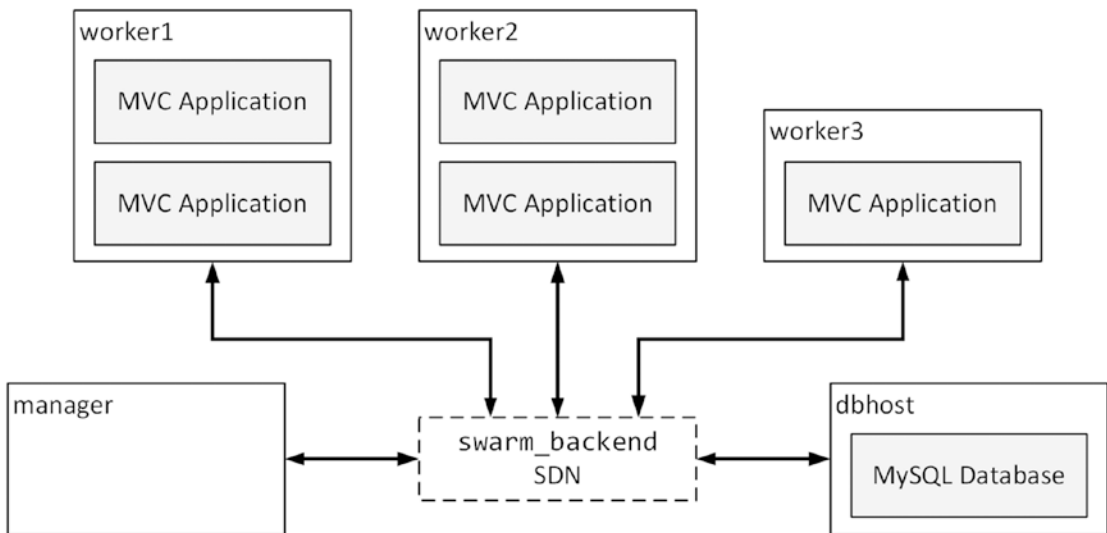 worker1
MVC Application
MVC Application
worker2
MVC Application
MVC Application
worker3
MVC Application
manager
swarm_backend
SDN
dbhost
MySQL Database